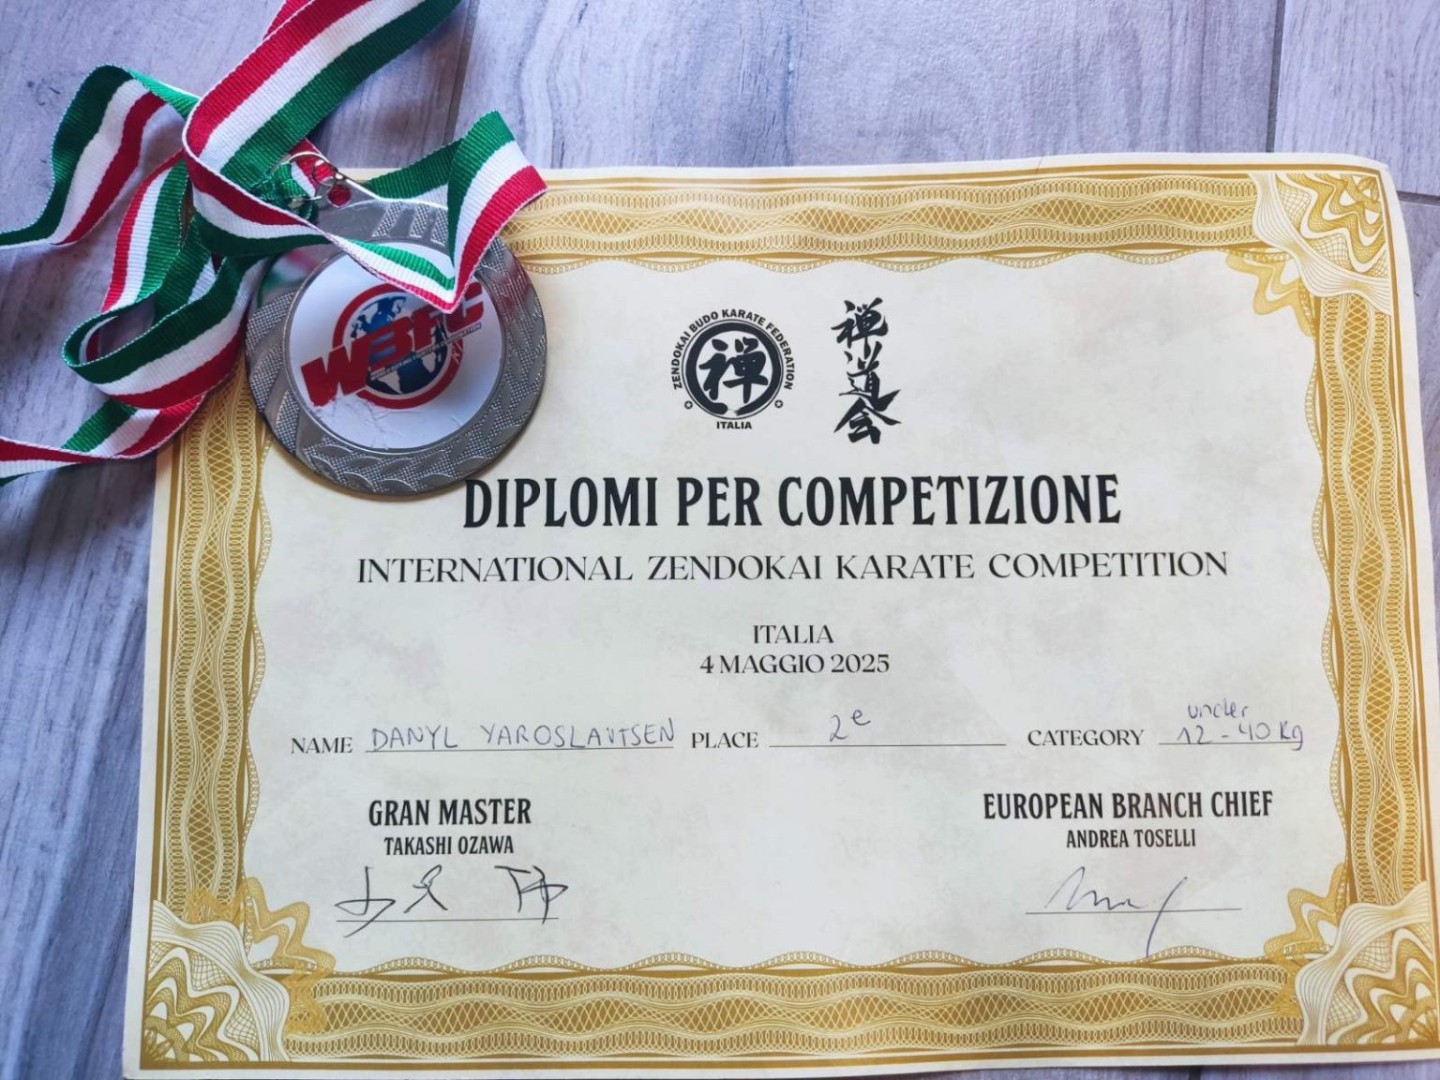 WBFC
ZENDOKAI BUDO KARATE FEDERATION
ITALIA
禅
禅道会
DIPLOMI PER COMPETIZIONE
INTERNATIONAL ZENDOKAI KARATE COMPETITION
ITALIA
4 MAGGIO 2025
NAME DANYL YAROSLAVTSEN PLACE 2e CATEGORY under 12 - 40 Kg
GRAN MASTER
TAKASHI OZAWA
EUROPEAN BRANCH CHIEF
ANDREA TOSELLI